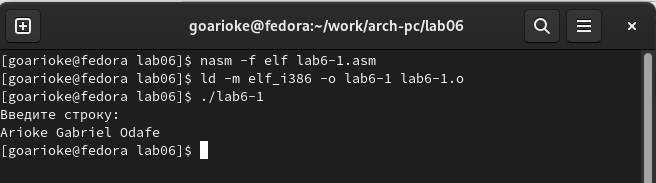 goarioke@fedora:~/work/arch-pc/lab06
[goarioke@fedora lab06]$ nasm -f elf lab6-1.asm
[goarioke@fedora lab06]$ ld -m elf_i386 -o lab6-1 lab6-1.o
[goarioke@fedora lab06]$ ./lab6-1
Введите строку:
Arioke Gabriel Odafe
[goarioke@fedora lab06]$